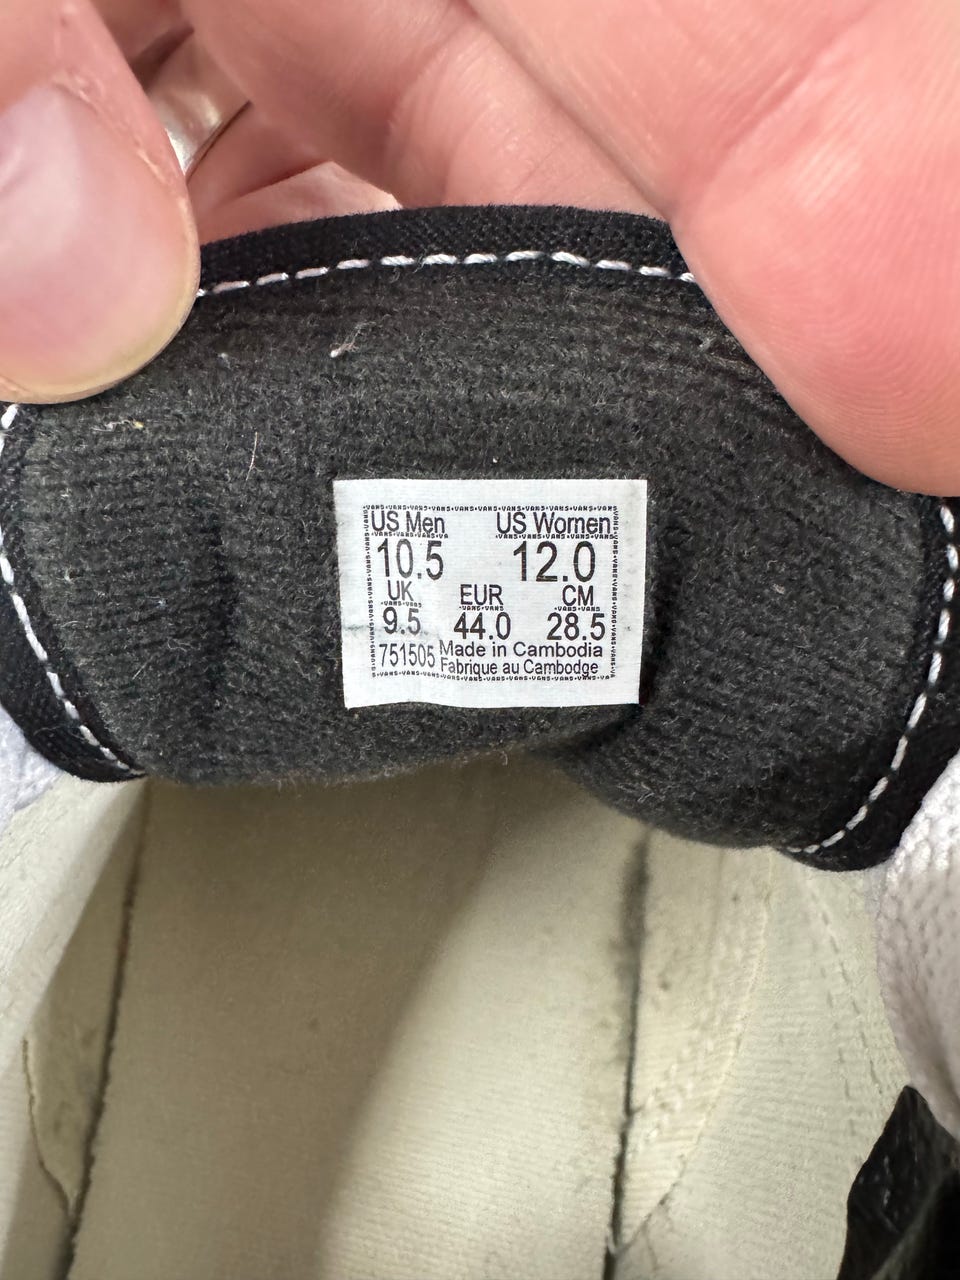 US Men US Women
10.5 12.0
UK EUR CM
9.5 44.0 28.5
751505 Made in Cambodia
Fabrique au Cambodge